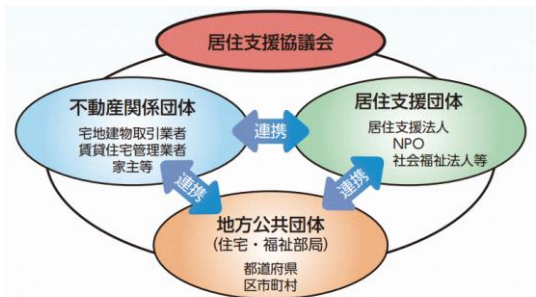 居住支援協議会
不動産関係団体
宅地建物取引業者
賃貸住宅管理業者
家主等
連携
居住支援団体
居住支援法人
NPO
社会福祉法人等
連携
連携
地方公共団体
(住宅・福祉部局)
都道府県
区市町村